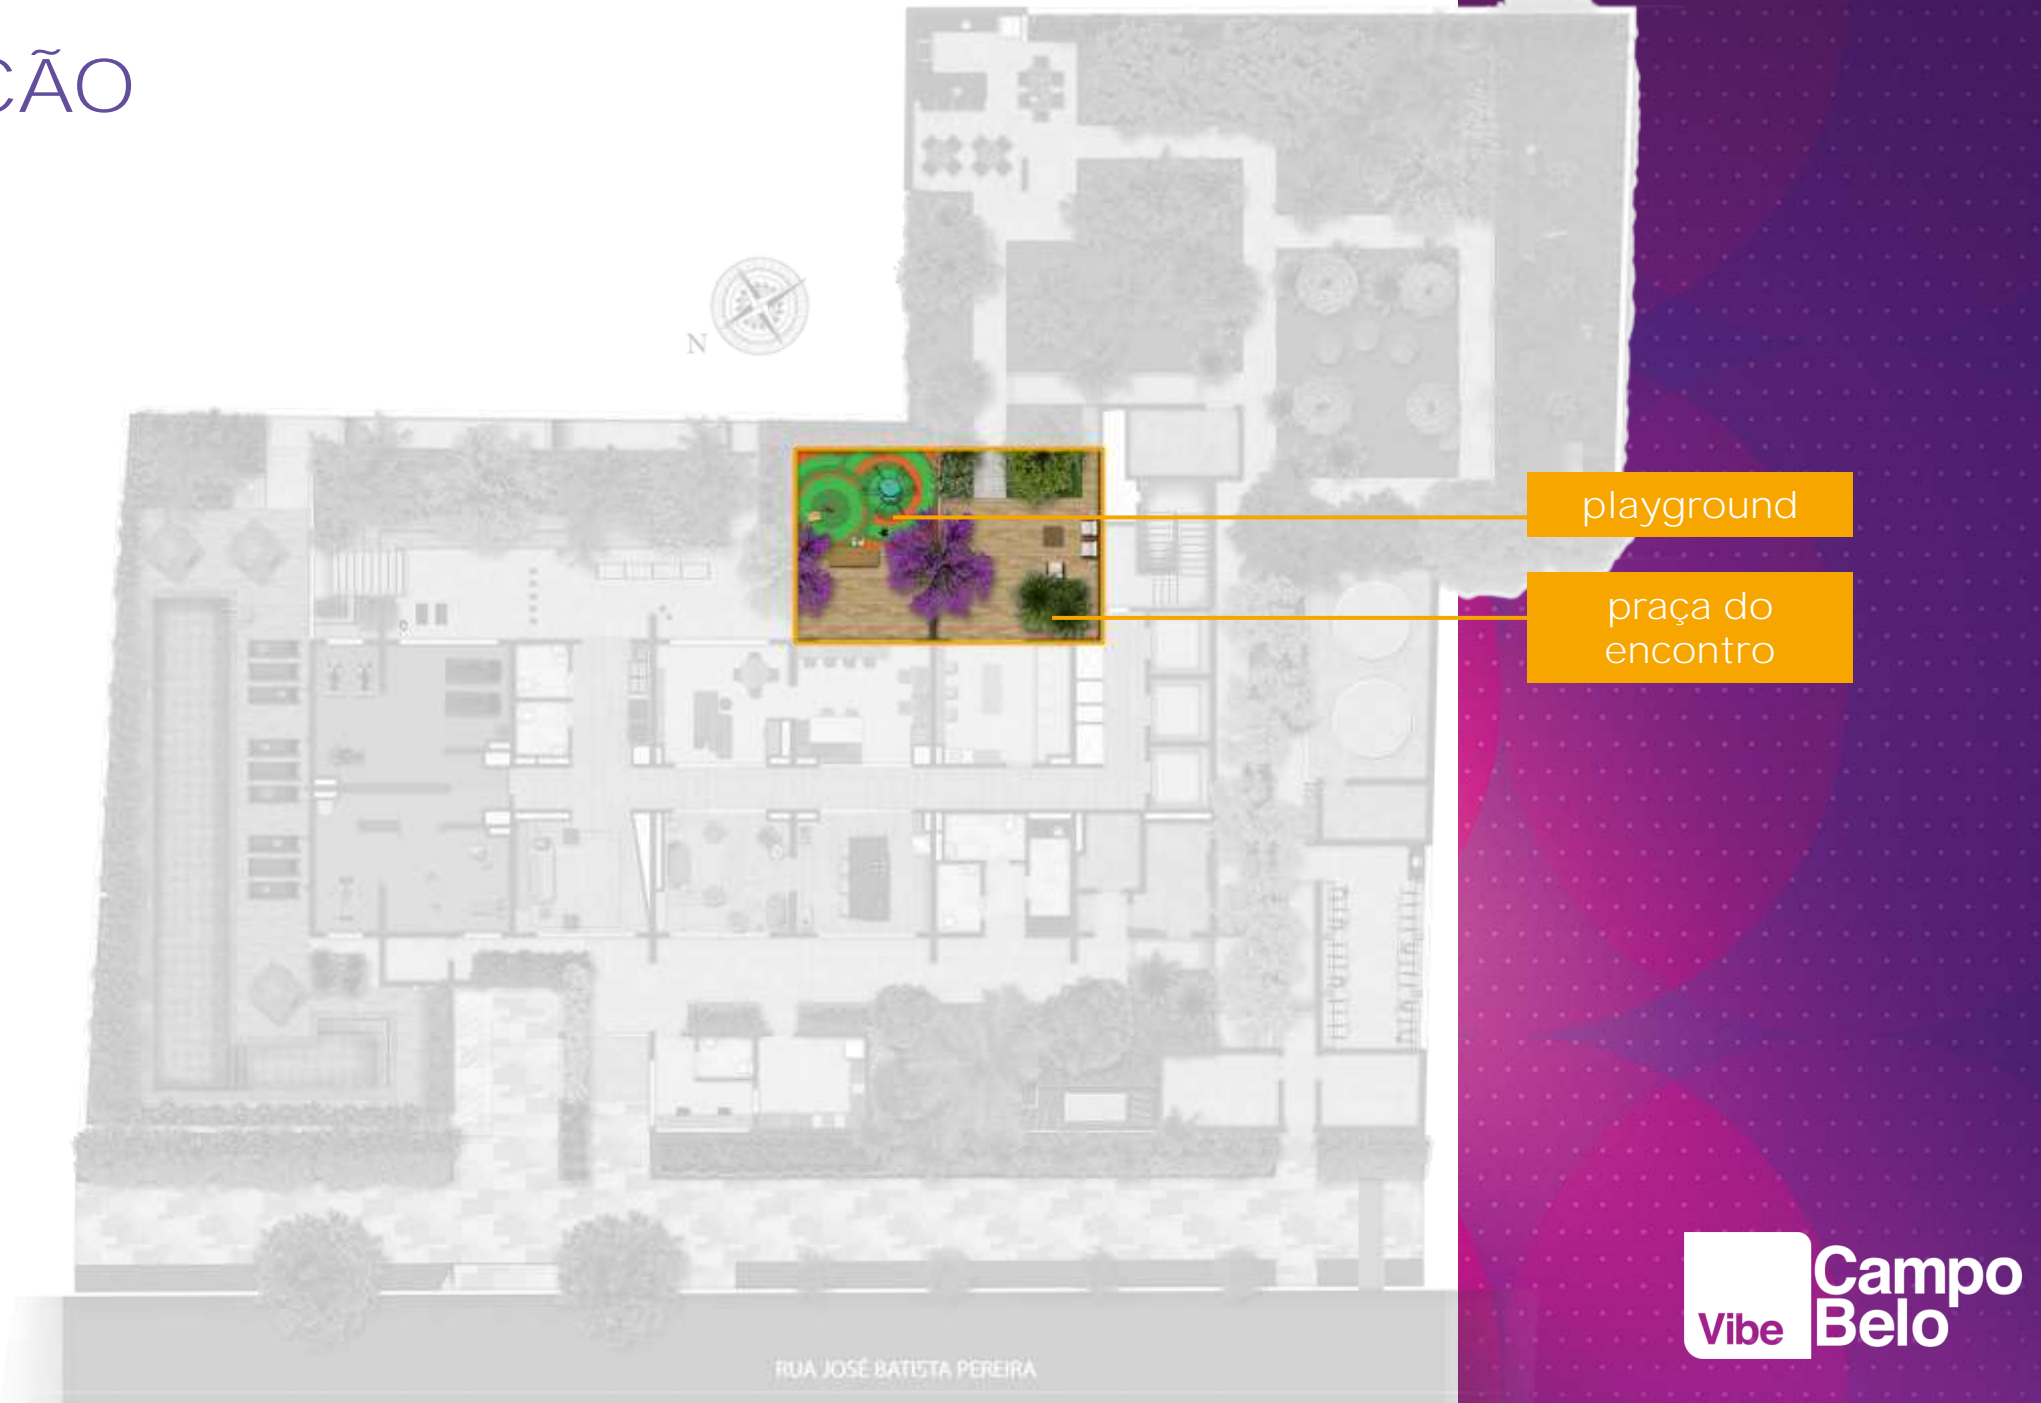 ÇÃO
N
playground
praça do
encontro
RUA JOSÉ BATISTA PEREIRA
Vibe
Campo
Belo